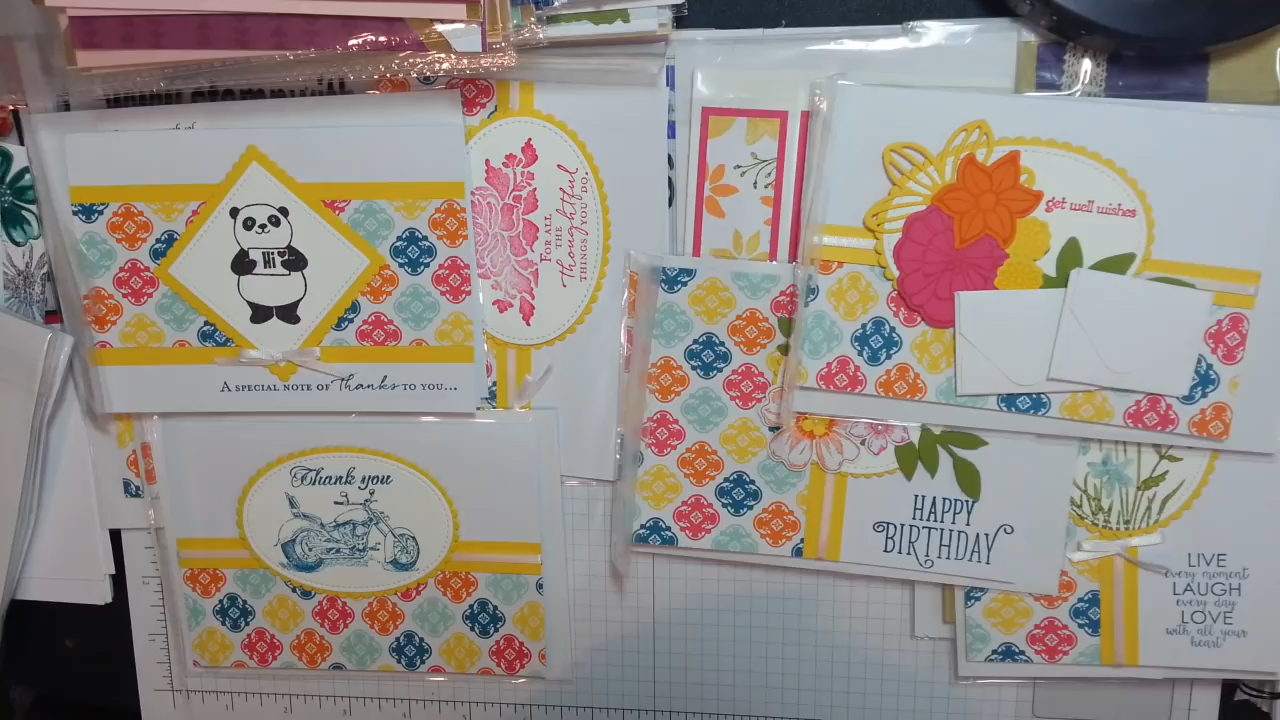 Hi
A SPECIAL NOTE OF Thanks TO YOU...
FOR ALL
THE
thoughtful
THINGS YOU DO.
get well wishes
Thank you
HAPPY
BIRTHDAY
LIVE
every moment
LAUGH
every day
LOVE
with all your
heart